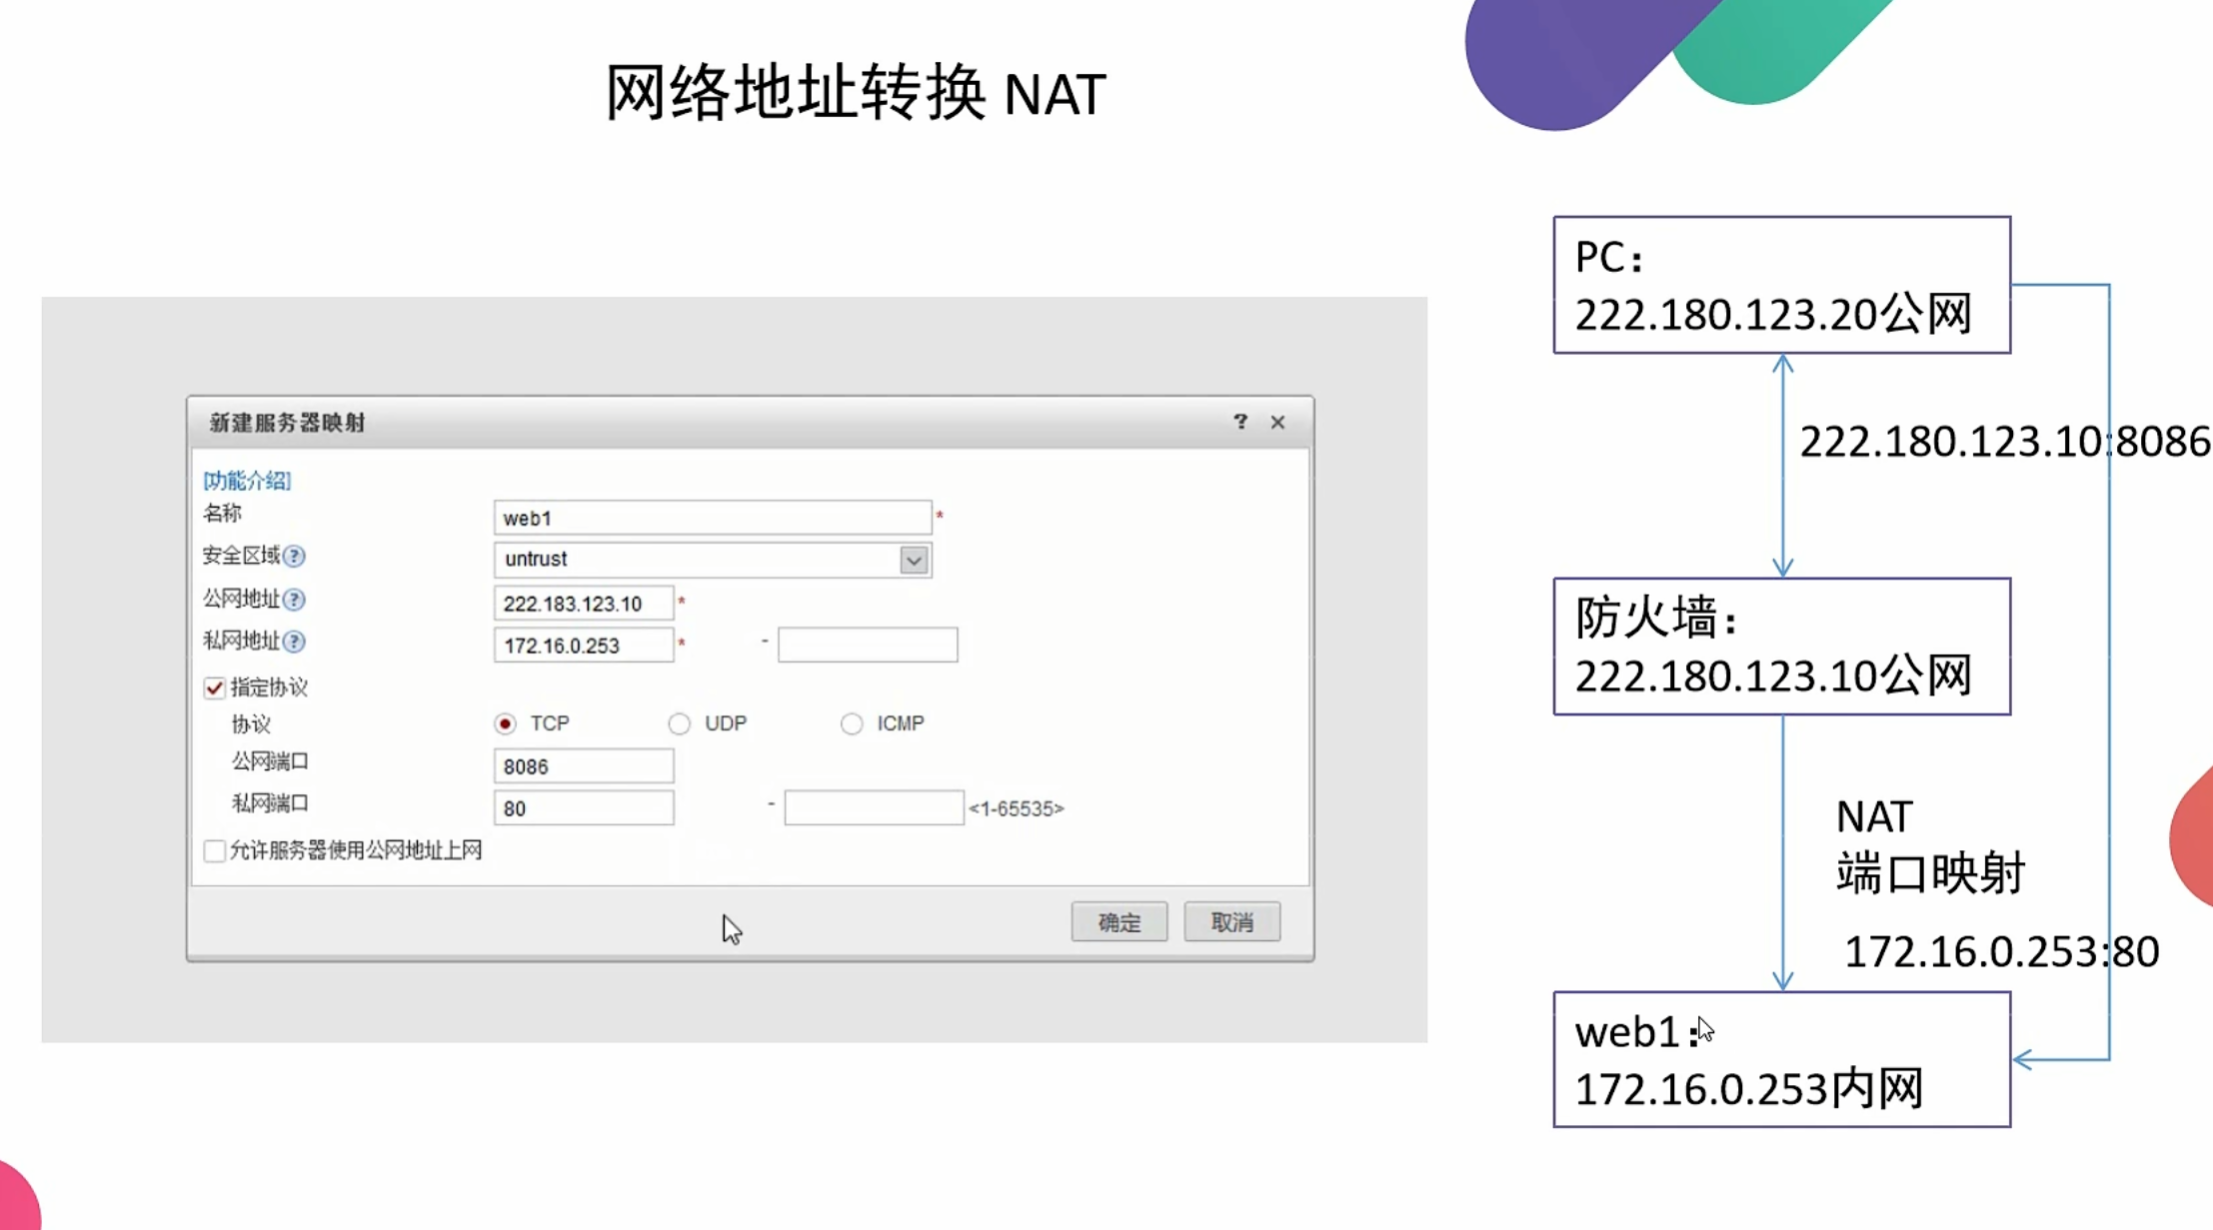 网络地址转换 NAT
新建服务器映射 ? ×
[功能介绍]
名称 web1 *
安全区域 ? untrust
公网地址 ? 222.183.123.10 *
私网地址 ? 172.16.0.253 * -
指定协议
协议 TCP UDP ICMP
公网端口 8086
私网端口 80 - <1-65535>
允许服务器使用公网地址上网
确定 取消
PC：
222.180.123.20公网
222.180.123.10:8086
防火墙：
222.180.123.10公网
NAT
端口映射
172.16.0.253:80
web1：
172.16.0.253内网